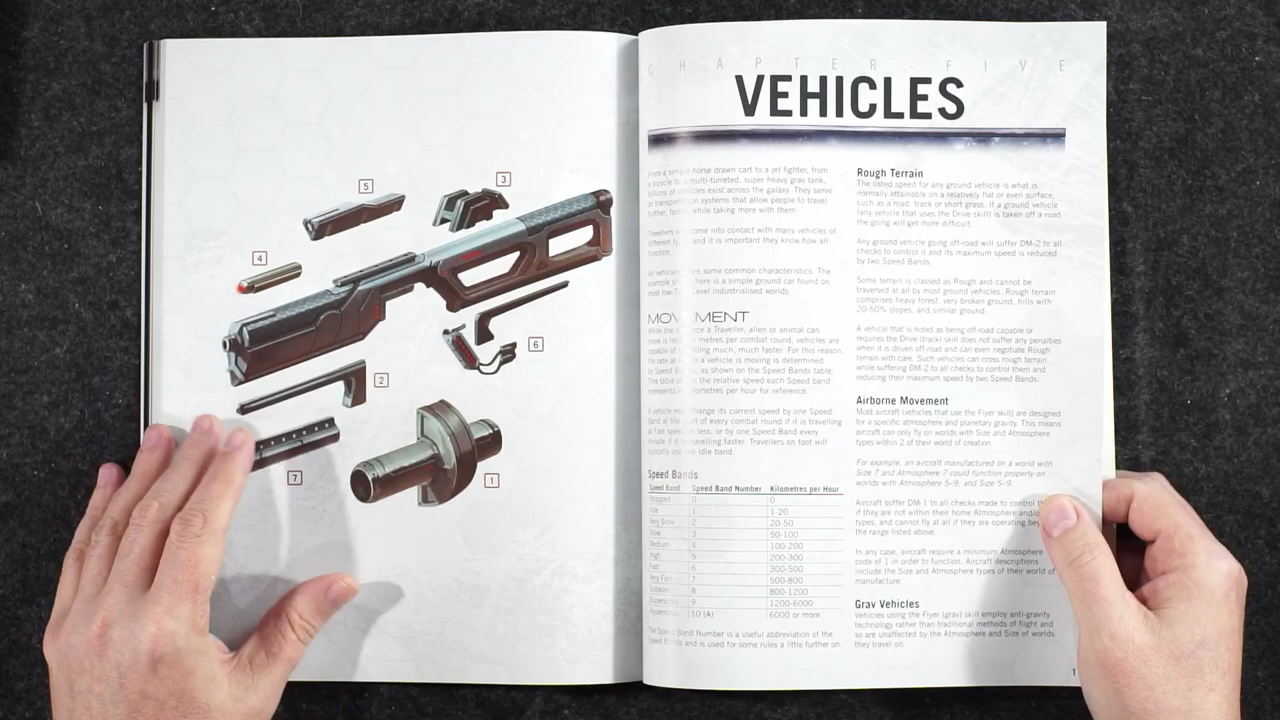 5
3
4
6
2
7
1
CHAPTER-FIVE
VEHICLES
From a simple horse drawn cart to a jet fighter, from
a bicycle to a multi-turreted, super heavy grav tank,
billions of vehicles exist across the galaxy. They serve
as transportation systems that allow people to travel
further, faster while taking more with them.
Travellers come into contact with many vehicles of
different and it is important they know how all
function.
All vehicles are some common characteristics. The
example here is a simple ground car found on
most low-Tech Level industrialised worlds.
MOVEMENT
While the a Traveller, alien or animal can
move is metres per combat round, vehicles are
capable of travelling much, much faster. For this reason,
the rate at a vehicle is moving is determined
Speed as shown on the Speed Bands table.
This table the relative speed each Speed band
represents kilometres per hour for reference.
A vehicle may change its current speed by one Speed
Band at the start of every combat round if it is travelling
at Fast speed less, or by one Speed Band every
minute if it travelling faster. Travellers on foot will
typically use Idle band.
Speed Bands
Speed Band Speed Band Number Kilometres per Hour
Stopped 0 0
Idle 1 1-20
Very Slow 2 20-50
Slow 3 50-100
Medium 4 100-200
High 5 200-300
Fast 6 300-500
Very Fast 7 500-800
Subsonic 8 800-1200
Supersonic 9 1200-6000
Hypersonic 10 (A) 6000 or more
The Speed Band Number is a useful abbreviation of the
Speed Bands and is used for some rules a little further on.
Rough Terrain
The listed speed for any ground vehicle is what is
normally attainable on a relatively flat or even surface,
such as a road, track or short grass. If a ground vehicle
(any vehicle that uses the Drive skill) is taken off a road,
the going will get more difficult.
Any ground vehicle going off-road will suffer DM-2 to all
checks to control it and its maximum speed is reduced
by two Speed Bands.
Some terrain is classed as Rough and cannot be
traversed at all by most ground vehicles. Rough terrain
comprises heavy forest, very broken ground, hills with
20-50% slopes, and similar ground.
A vehicle that is noted as being off-road capable or
requires the Drive (track) skill does not suffer any penalties
when it is driven off-road and can even negotiate Rough
terrain with care. Such vehicles can cross rough terrain
while suffering DM-2 to all checks to control them and
reducing their maximum speed by two Speed Bands.
Airborne Movement
Most aircraft (vehicles that use the Flyer skill) are designed
for a specific atmosphere and planetary gravity. This means
aircraft can only fly on worlds with Size and Atmosphere
types within 2 of their world of creation.
For example, an aircraft manufactured on a world with
Size 7 and Atmosphere 7 could function properly on
worlds with Atmosphere 5–9, and Size 5–9.
Aircraft suffer DM-1 in all checks made to control
if they are not within their home Atmosphere
types, and cannot fly at all if they are operating
the range listed above.
In any case, aircraft require a minimum Atmosphere
code of 1 in order to function. Aircraft descriptions
include the Size and Atmosphere types of their world of
manufacture.
Grav Vehicles
Vehicles using the Flyer (grav) skill employ anti-gravity
technology rather than traditional methods of flight and
so are unaffected by the Atmosphere and Size of worlds
they travel on.
1